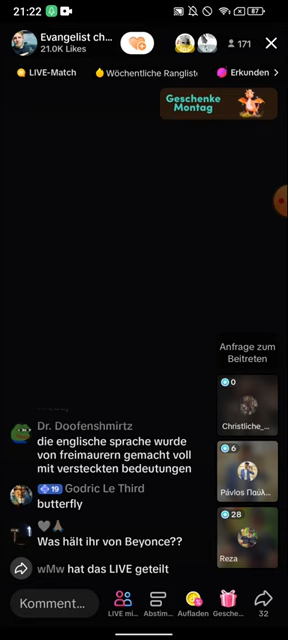 21:22
87
Evangelist ch...
21.0K Likes
171
LIVE-Match
Wöchentliche Rangliste
Erkunden
Geschenke
Montag
Anfrage zum
Beitreten
0
Christliche_...
Dr. Doofenshmirtz
die englische sprache wurde
von freimaurern gemacht voll
mit versteckten bedeutungen
6
Pávlos Παύλ...
19 Godric Le Third
butterfly
28
Reza
Was hält ihr von Beyonce??
wMw hat das LIVE geteilt
Komment...
LIVE mi...
Abstim...
Aufladen
Gesche...
32